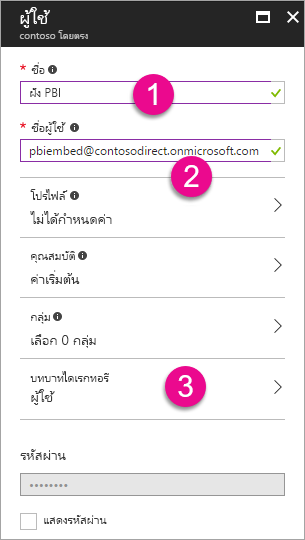 ผู้ใช้
contoso โดยตรง
* ชื่อ
ฝัง PBI
1
* ชื่อผู้ใช้
pbiembed@contosodirect.onmicrosoft.com
2
โปรไฟล์
ไม่ได้กำหนดค่า
คุณสมบัติ
ค่าเริ่มต้น
กลุ่ม
เลือก 0 กลุ่ม
บทบาทไดเรกทอรี
ผู้ใช้
3
รหัสผ่าน
••••••••
แสดงรหัสผ่าน